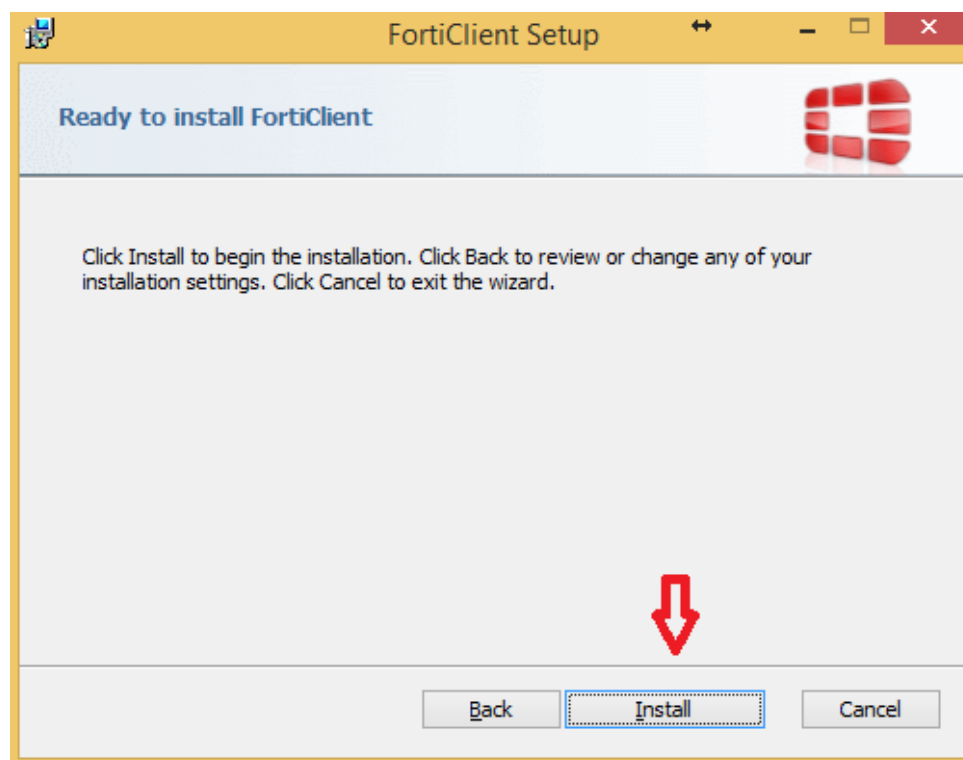 FortiClient Setup
Ready to install FortiClient
Click Install to begin the installation. Click Back to review or change any of your
installation settings. Click Cancel to exit the wizard.
Back
Install
Cancel